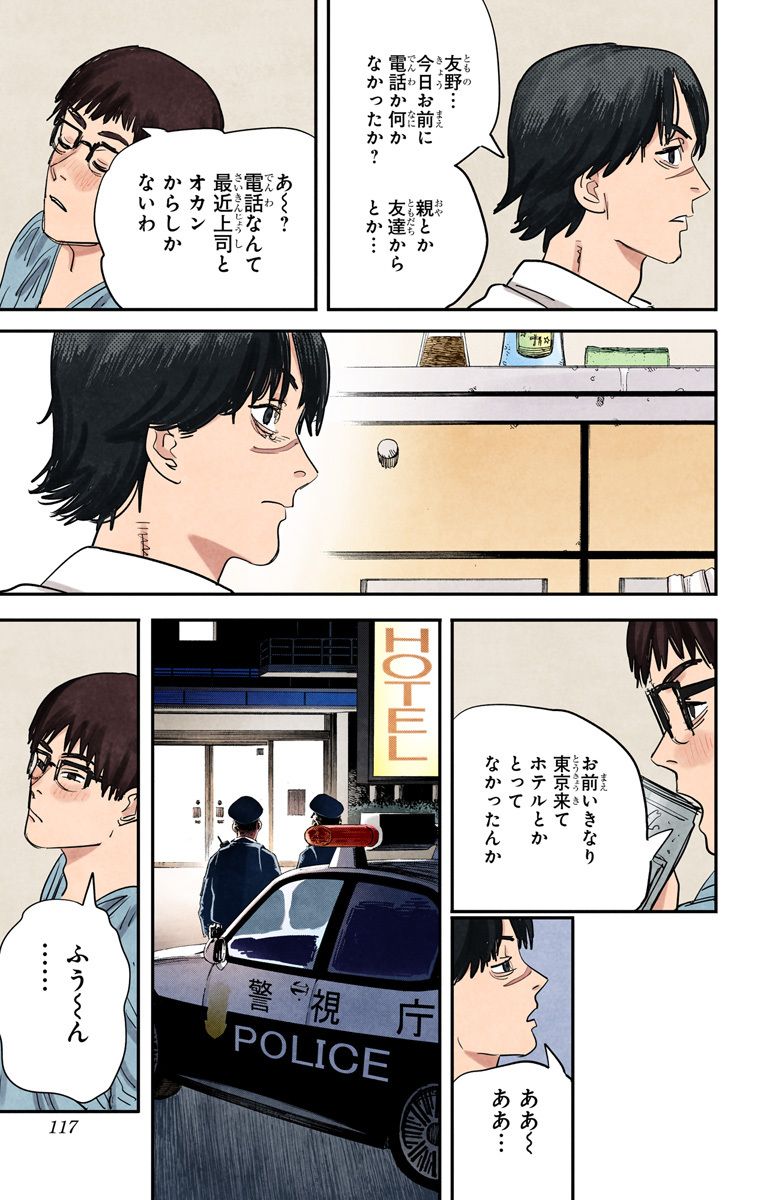 友野…
今日お前に
電話か何か
なかったか？
親とか
友達から
とか…
あ〜？
電話なんて
最近上司と
オカン
からしか
ないわ
お前いきなり
東京来て
ホテルとか
とって
なかったんか
ああ〜
ああ…
HOTEL
警視庁
POLICE
ふう〜ん
……
117